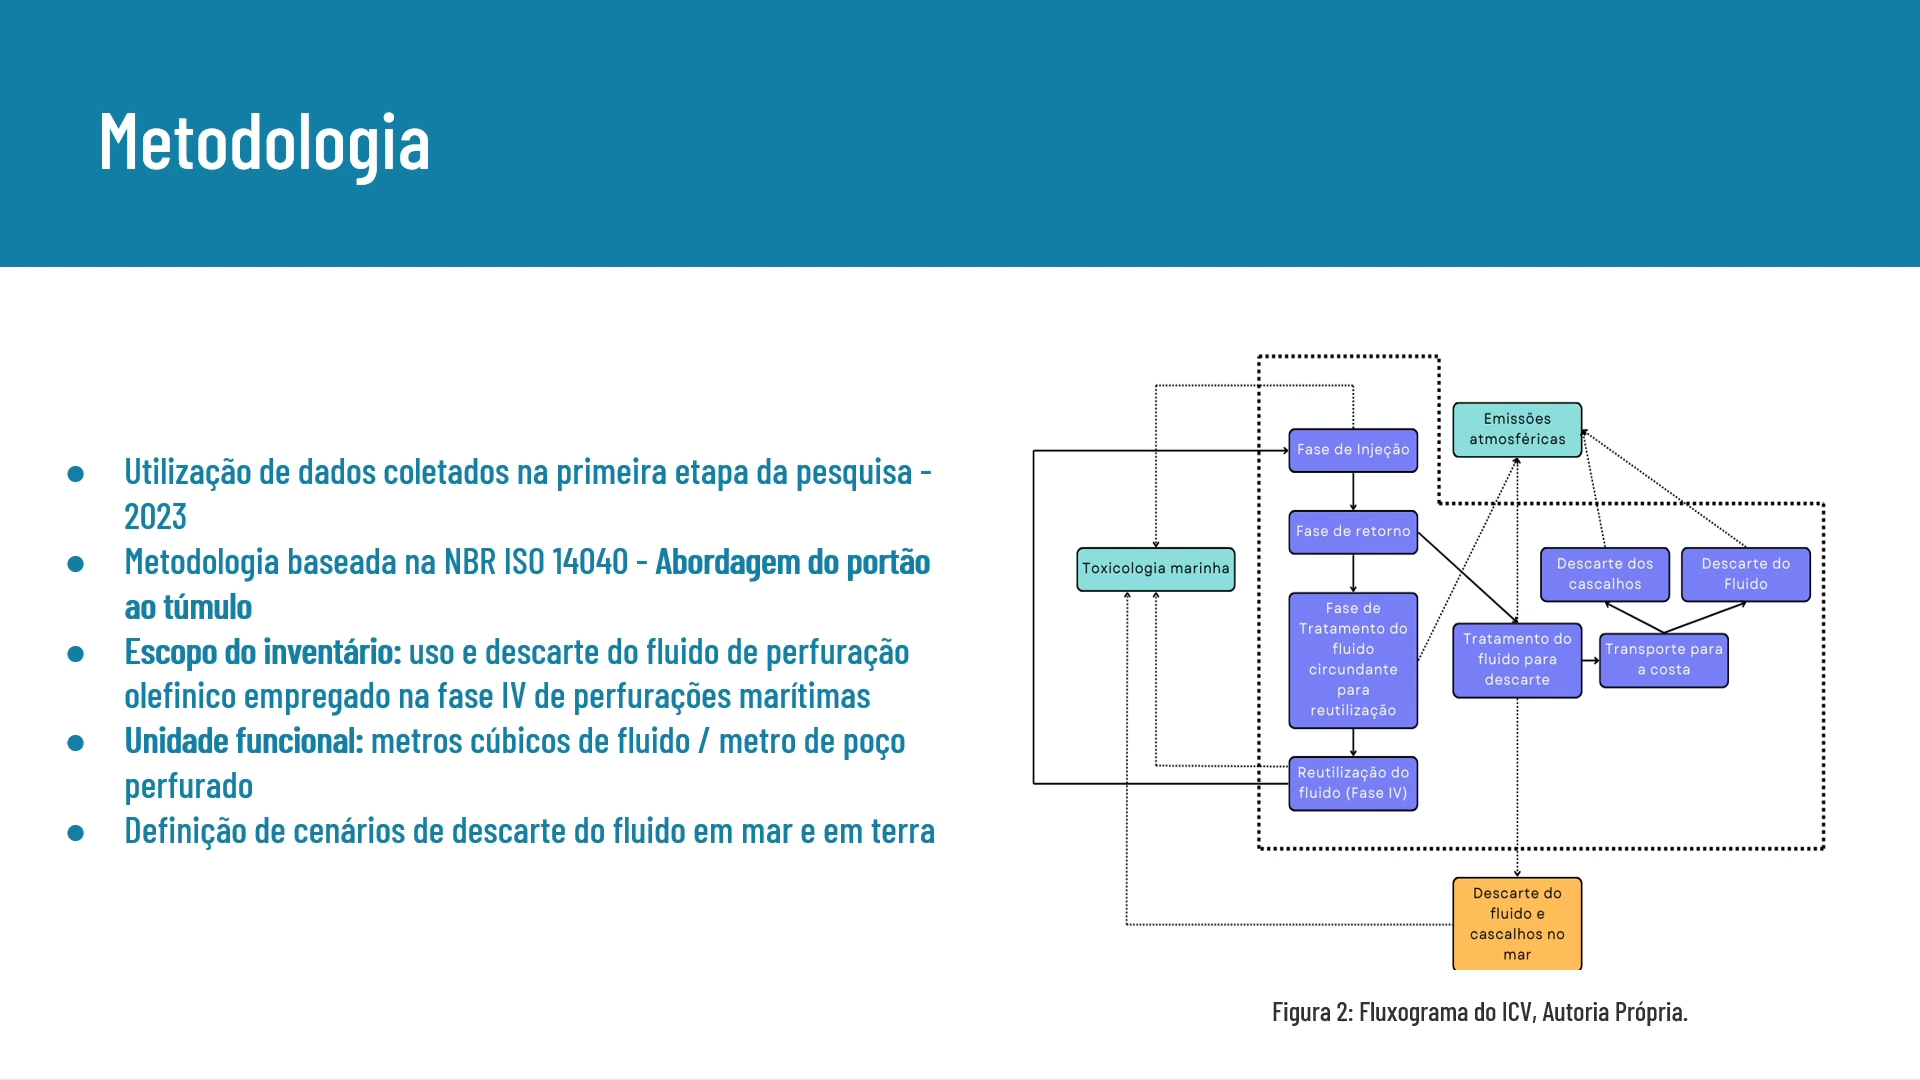 Metodologia
● Utilização de dados coletados na primeira etapa da pesquisa -
2023
● Metodologia baseada na NBR ISO 14040 - Abordagem do portão
ao túmulo
● Escopo do inventário: uso e descarte do fluido de perfuração
olefinico empregado na fase IV de perfurações marítimas
● Unidade funcional: metros cúbicos de fluido / metro de poço
perfurado
● Definição de cenários de descarte do fluido em mar e em terra
Emissões
atmosféricas
Fase de Injeção
Fase de retorno
Toxicologia marinha
Descarte dos
cascalhos
Descarte do
Fluido
Fase de
Tratamento do
fluido
circundante
para
reutilização
Tratamento do
fluido para
descarte
Transporte para
a costa
Reutilização do
fluido (Fase IV)
Descarte do
fluido e
cascalhos no
mar
Figura 2: Fluxograma do ICV, Autoria Própria.